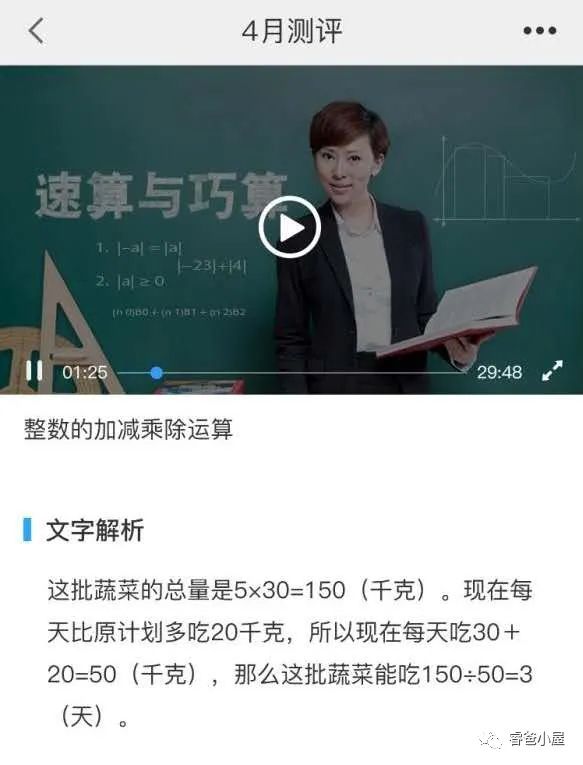 4月测评
速算与巧算
1. |-a| = |a|
|-23|+|4|
2. |a| ≥ 0
(n 0)B0 + (n 1)B1 + (n 2)B2
01:25
29:48
整数的加减乘除运算
文字解析
这批蔬菜的总量是5×30=150（千克）。现在每
天比原计划多吃20千克，所以现在每天吃30＋
20=50（千克），那么这批蔬菜能吃150÷50=3
（天）。
睿爸小屋